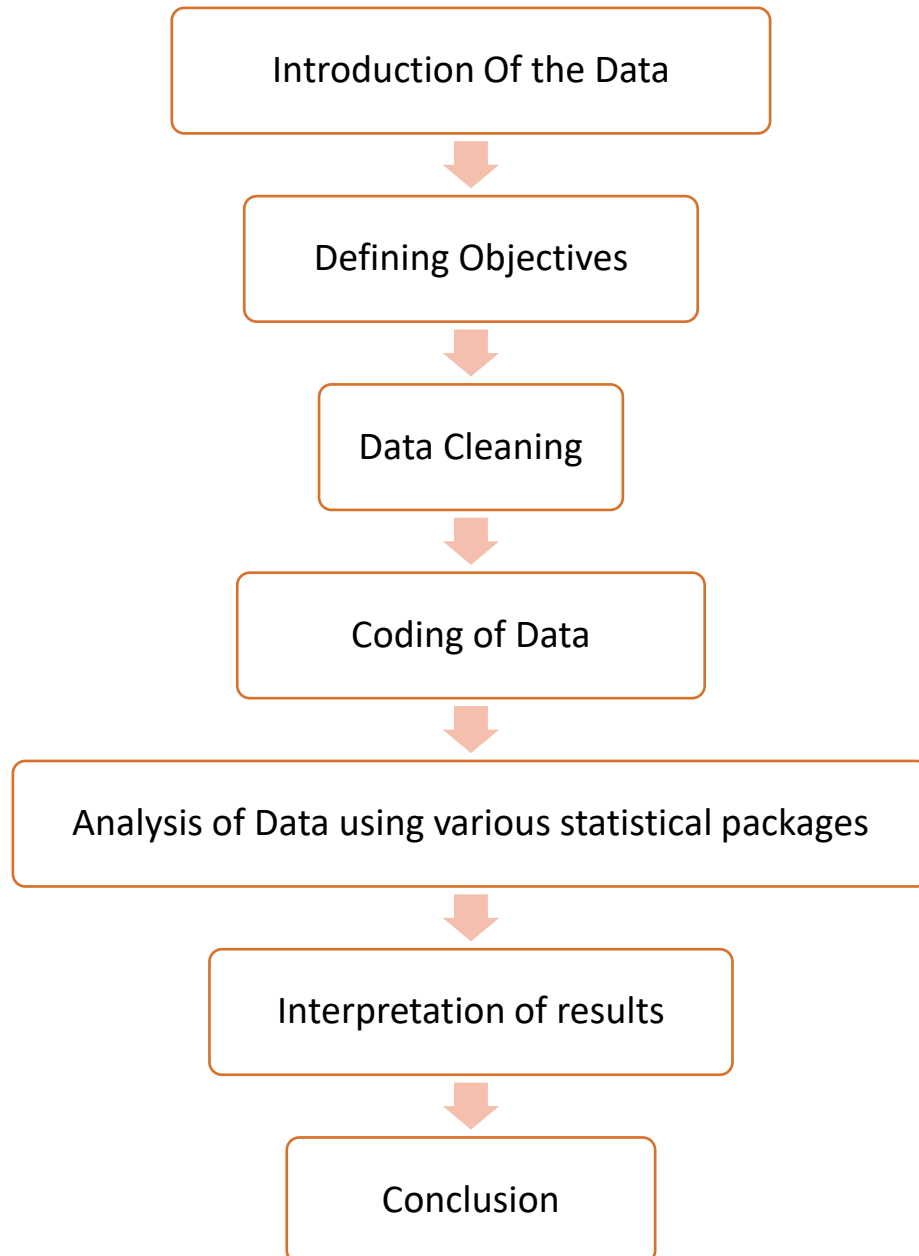 Introduction Of the Data
Defining Objectives
Data Cleaning
Coding of Data
Analysis of Data using various statistical packages
Interpretation of results
Conclusion